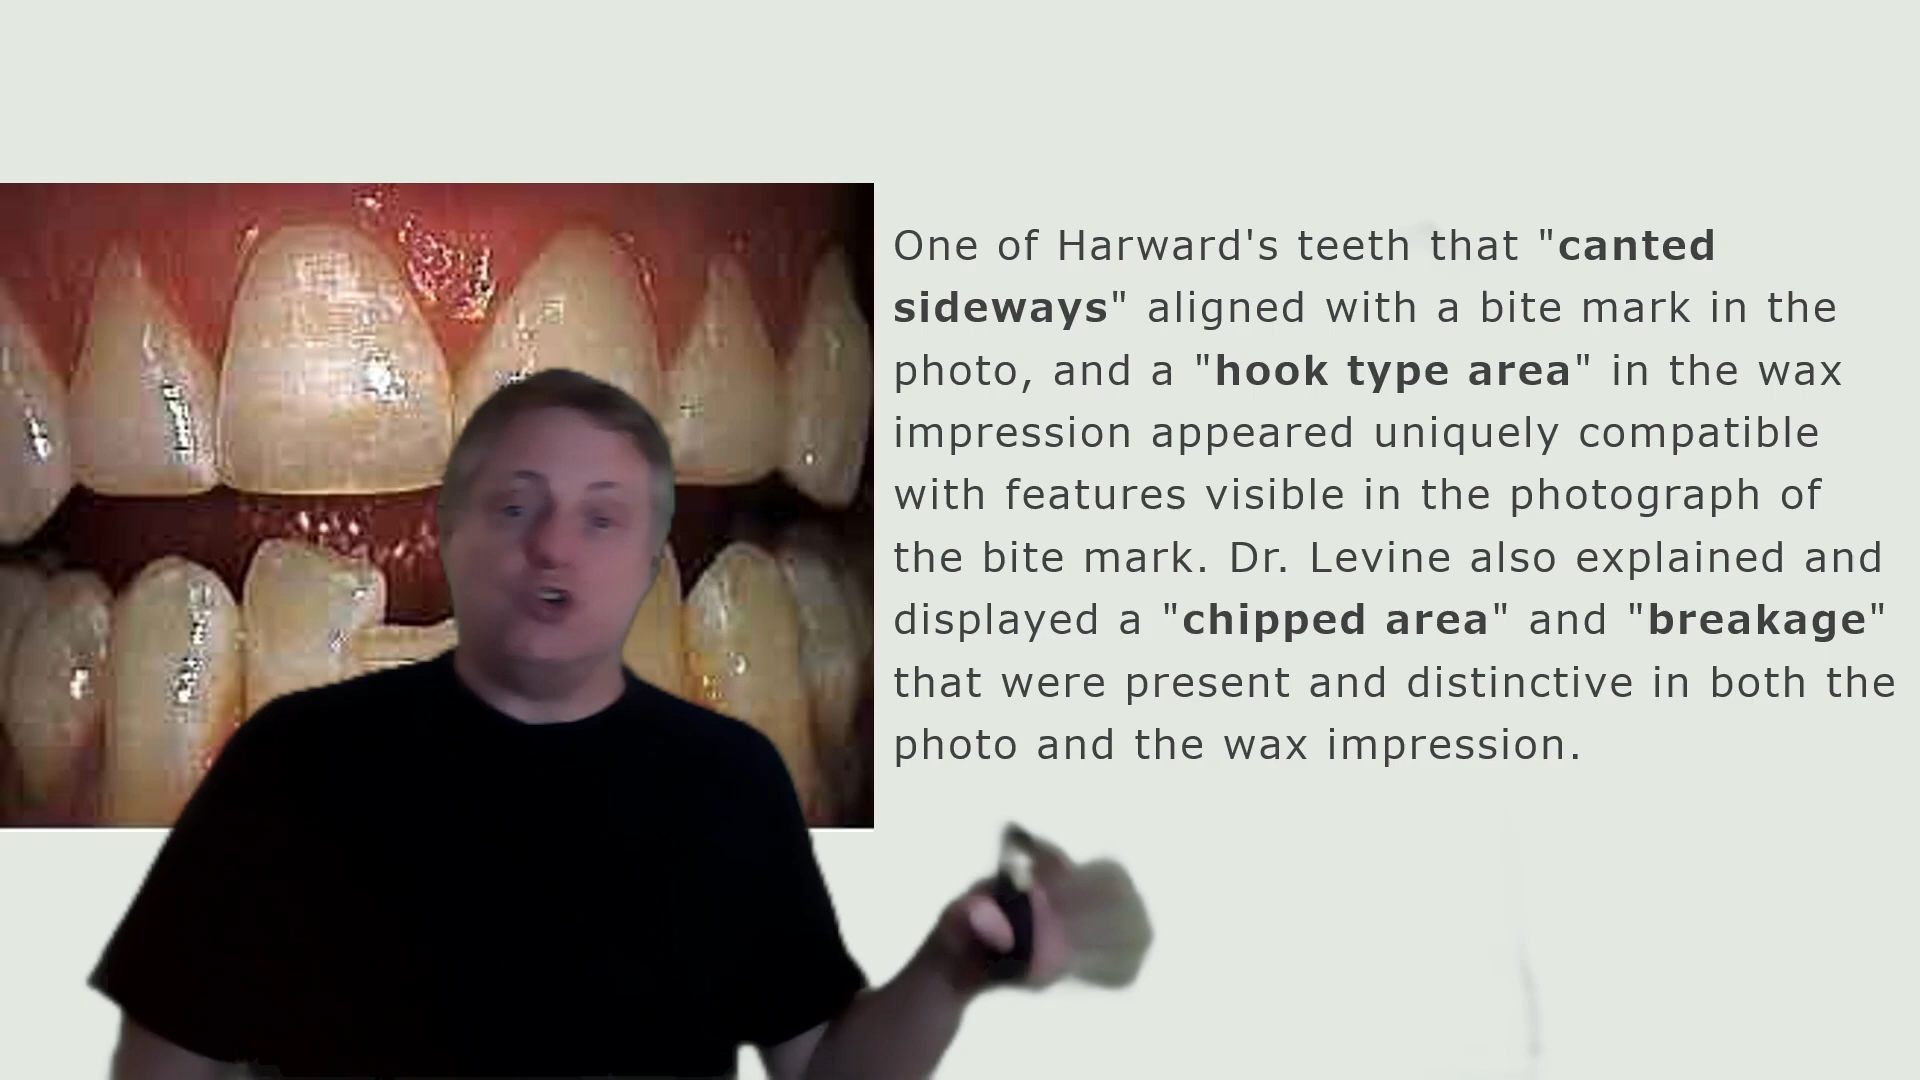 One of Harward's teeth that "canted
sideways" aligned with a bite mark in the
photo, and a "hook type area" in the wax
impression appeared uniquely compatible
with features visible in the photograph of
the bite mark. Dr. Levine also explained and
displayed a "chipped area" and "breakage"
that were present and distinctive in both the
photo and the wax impression.